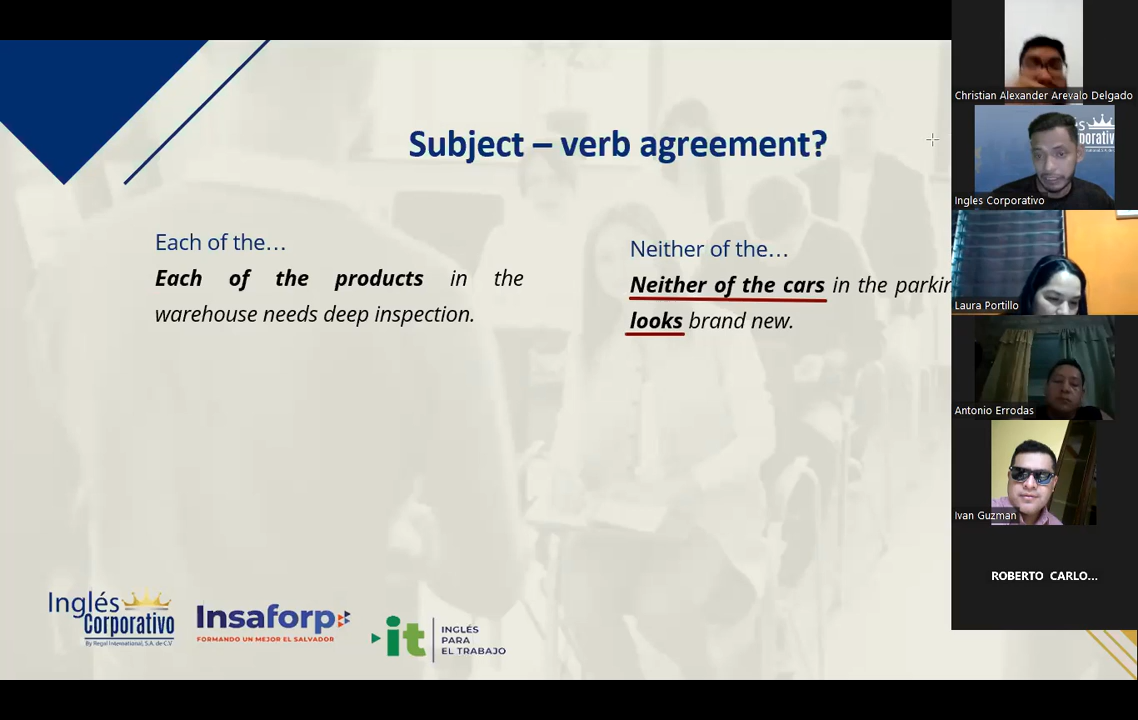 Subject – verb agreement?
Each of the…
Each of the products in the
warehouse needs deep inspection.
Neither of the…
Neither of the cars in the parkin
looks brand new.
Inglés
Corporativo
By Regal International, S.A. de C.V.
Insaforp
FORMANDO UN MEJOR EL SALVADOR
it
INGLÉS
PARA
EL TRABAJO
Christian Alexander Arevalo Delgado
Ingles Corporativo
Laura Portillo
Antonio Errodas
Ivan Guzman
ROBERTO CARLO...